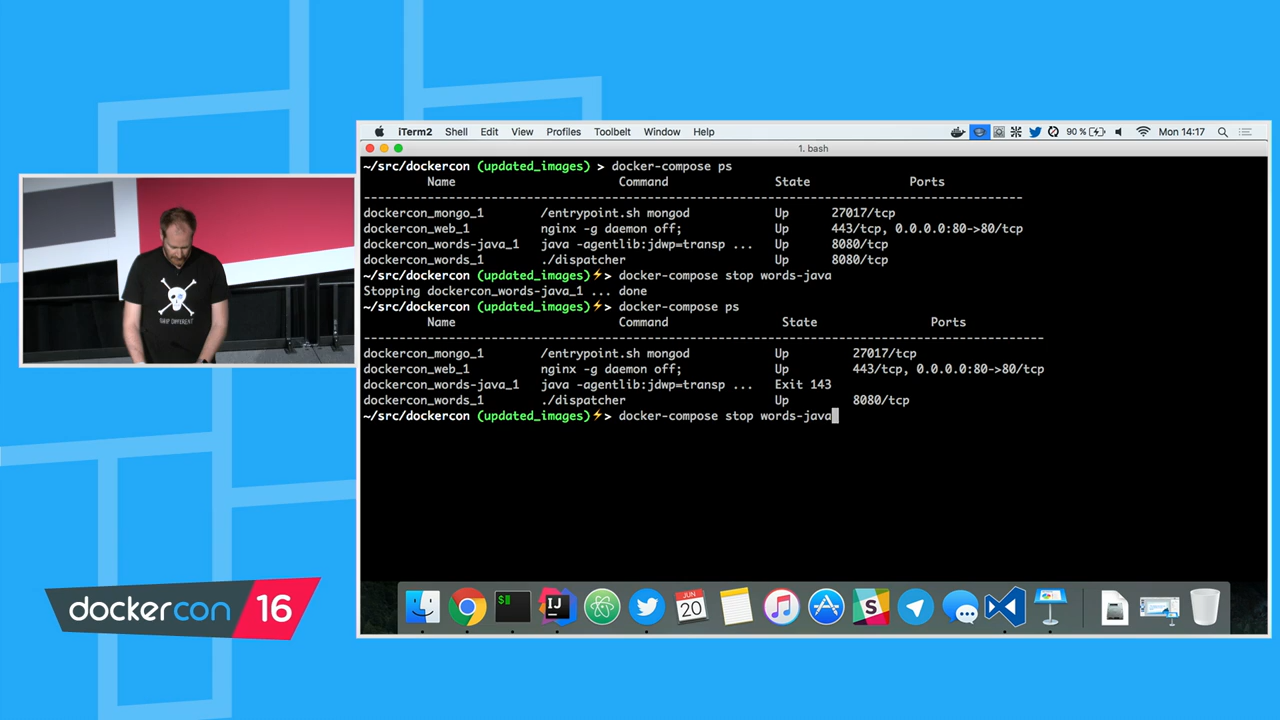 iTerm2 Shell Edit View Profiles Toolbelt Window Help 90 % Mon 14:17
1. bash
~/src/dockercon (updated_images) > docker-compose ps
Name Command State Ports
------------------------------------------------------------------------------------------
dockercon_mongo_1 /entrypoint.sh mongod Up 27017/tcp
dockercon_web_1 nginx -g daemon off; Up 443/tcp, 0.0.0.0:80->80/tcp
dockercon_words-java_1 java -agentlib:jdwp=transp ... Up 8080/tcp
dockercon_words_1 ./dispatcher Up 8080/tcp
~/src/dockercon (updated_images)⚡> docker-compose stop words-java
Stopping dockercon_words-java_1 ... done
~/src/dockercon (updated_images)⚡> docker-compose ps
Name Command State Ports
---------------------------------------------------------------------------------------------
dockercon_mongo_1 /entrypoint.sh mongod Up 27017/tcp
dockercon_web_1 nginx -g daemon off; Up 443/tcp, 0.0.0.0:80->80/tcp
dockercon_words-java_1 java -agentlib:jdwp=transp ... Exit 143
dockercon_words_1 ./dispatcher Up 8080/tcp
~/src/dockercon (updated_images)⚡> docker-compose stop words-java
DIFFERENT
dockercon 16
$
IJ
JUN
20
S